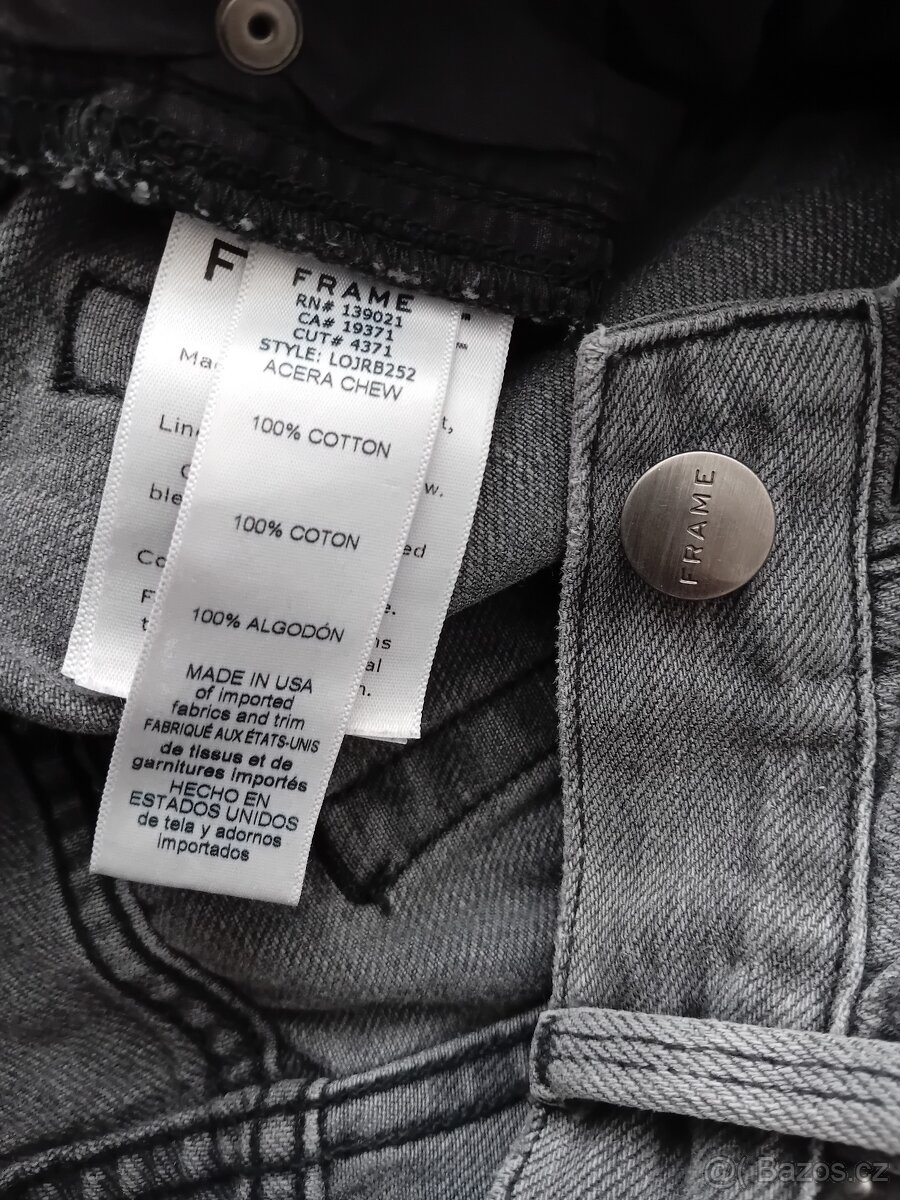 FRAME
RN# 139021
CA# 19371
CUT# 4371
STYLE: LOJRB252
ACERA CHEW
100% COTTON
100% COTON
100% ALGODÓN
MADE IN USA
of imported
fabrics and trim
FABRIQUÉ AUX ÉTATS-UNIS
de tissus et de
garnitures importés
HECHO EN
ESTADOS UNIDOS
de tela y adornos
importados
FRAME
© Bazos.cz